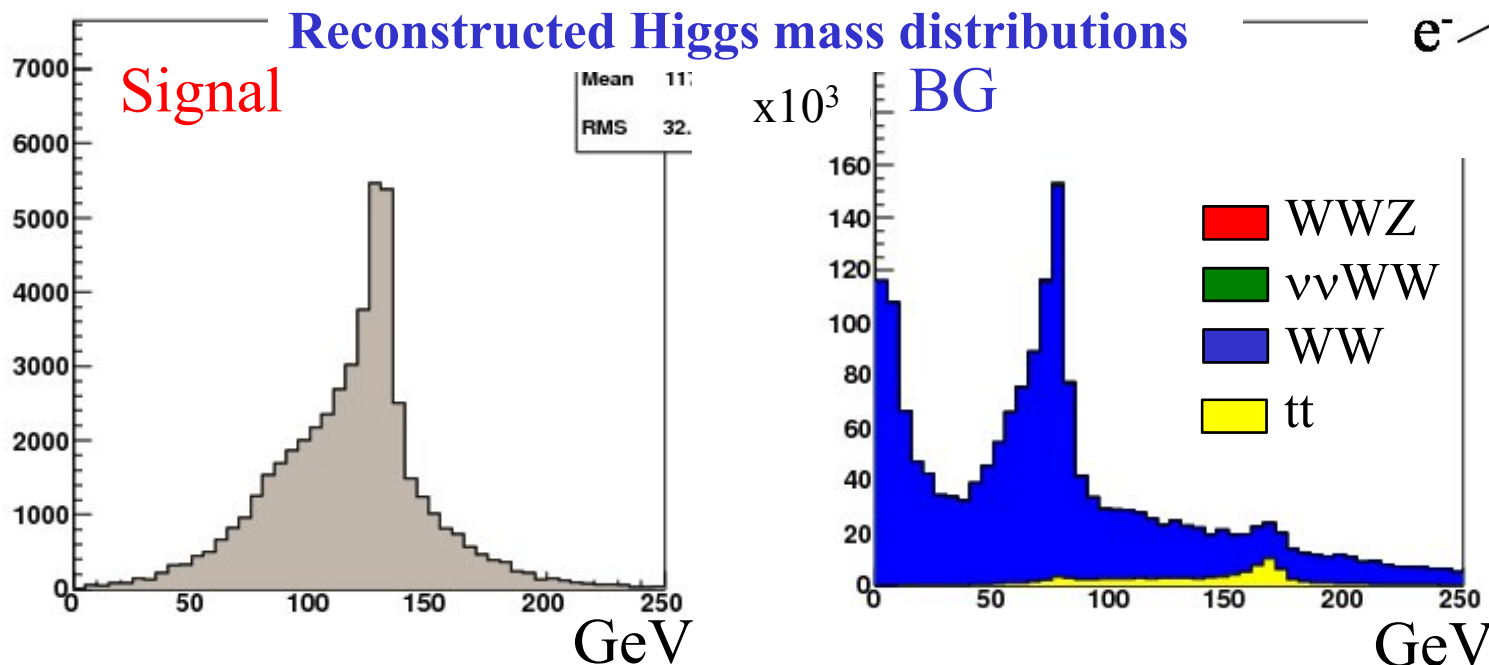 Reconstructed Higgs mass distributions
e-
Signal
Mean 117
RMS 32.
7000
6000
5000
4000
3000
2000
1000
0
0 50 100 150 200 250
GeV
x10³
BG
160
140
120
100
80
60
40
20
0
0 50 100 150 200 250
GeV
WWZ
ννWW
WW
tt